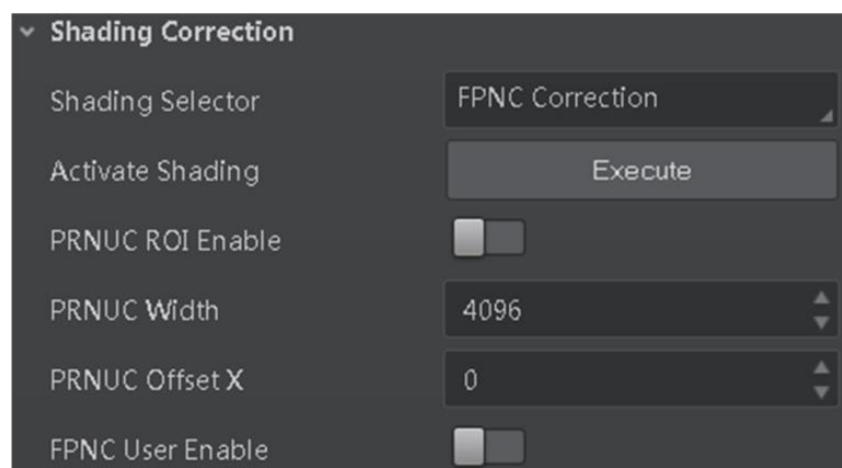 Shading Correction
Shading Selector FPNC Correction
Activate Shading Execute
PRNUC ROI Enable
PRNUC Width 4096
PRNUC Offset X 0
FPNC User Enable